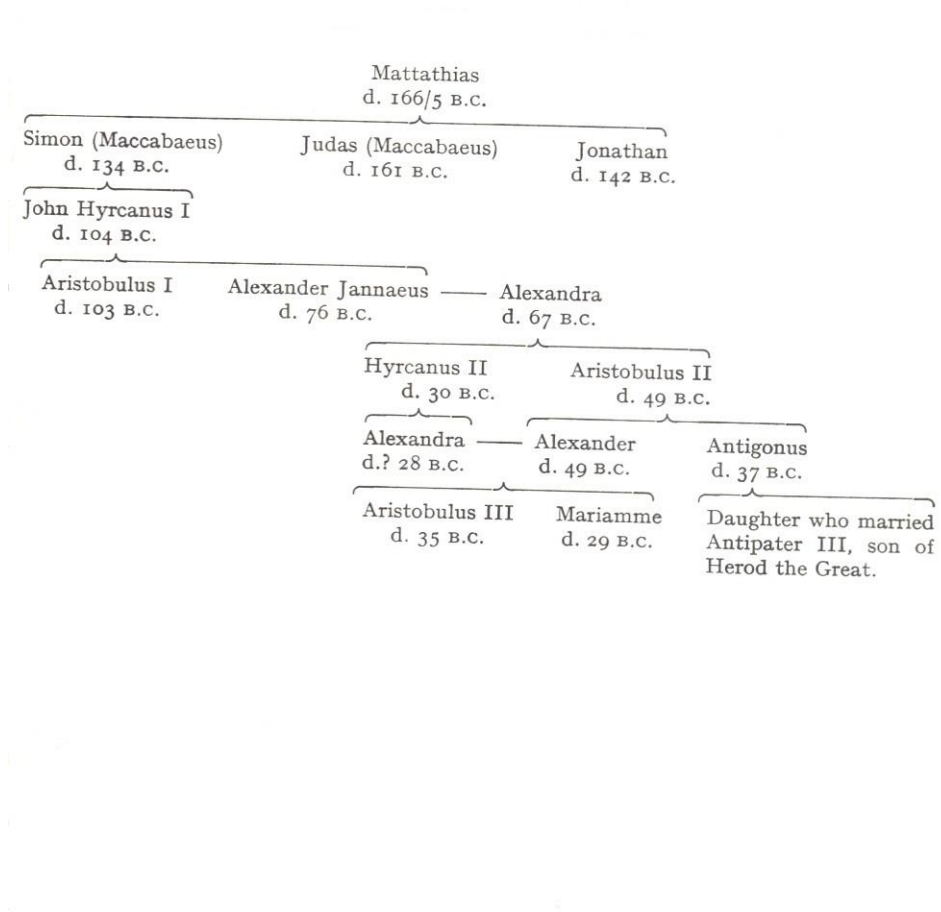 Mattathias
d. 166/5 B.C.
Simon (Maccabaeus)
d. 134 B.C.
Judas (Maccabaeus)
d. 161 B.C.
Jonathan
d. 142 B.C.
John Hyrcanus I
d. 104 B.C.
Aristobulus I
d. 103 B.C.
Alexander Jannaeus —— Alexandra
d. 76 B.C.
d. 67 B.C.
Hyrcanus II
d. 30 B.C.
Aristobulus II
d. 49 B.C.
Alexandra —— Alexander
d.? 28 B.C.
d. 49 B.C.
Antigonus
d. 37 B.C.
Aristobulus III
d. 35 B.C.
Mariamme
d. 29 B.C.
Daughter who married
Antipater III, son of
Herod the Great.